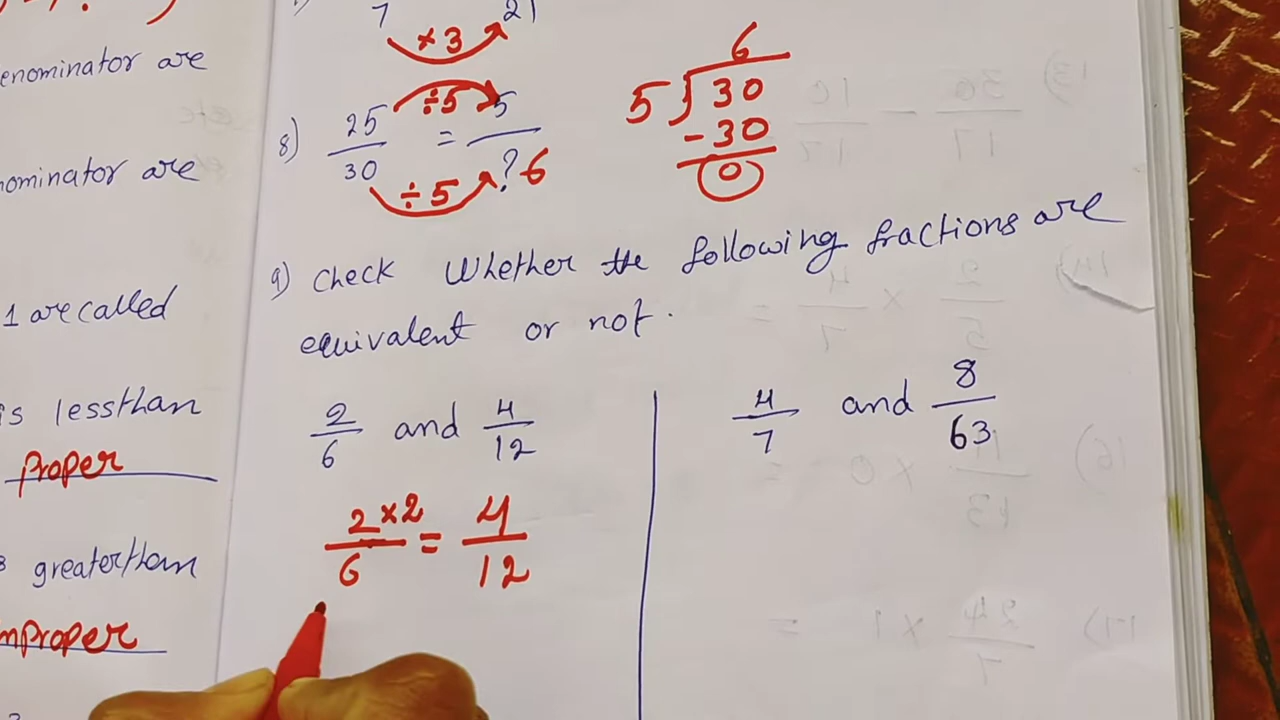 enominator are
nominator are
1 are called
is lessthan
Proper
greaterthan
mproper
7 21
×3
8) 25/30 = 5/? 6
÷5
÷5
6
5 ) 30
- 30
0
9) Check Whether the following fractions are
equivalent or not.
2/6 and 4/12
2×2/6 = 4/12
4/7 and 8/63